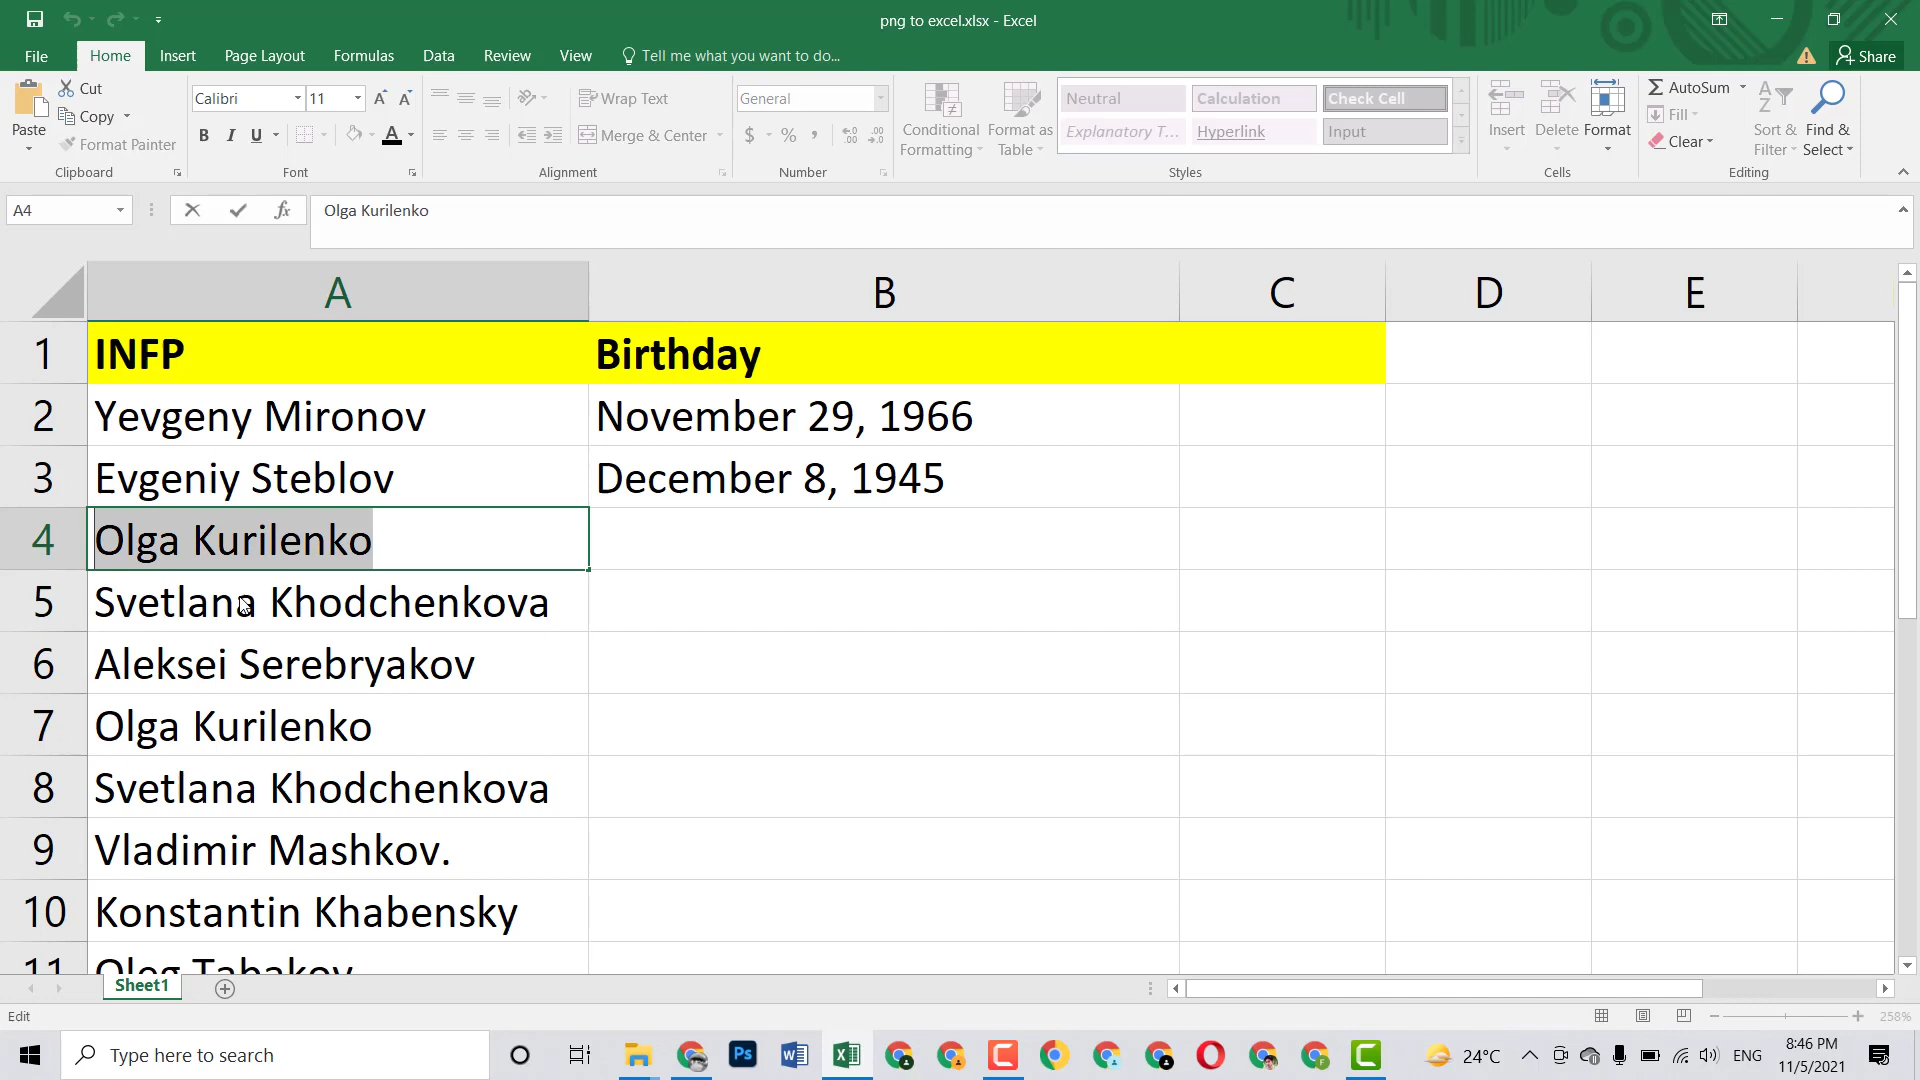 png to excel.xlsx - Excel
File Home Insert Page Layout Formulas Data Review View Tell me what you want to do... Share
Paste Cut Copy Format Painter Clipboard
Calibri 11 B I U A Font
Wrap Text Merge & Center Alignment
General $ % , Number
Conditional Formatting Format as Table
Neutral Calculation Check Cell
Explanatory T... Hyperlink Input
Styles
Insert Delete Format Cells
AutoSum Fill Clear Sort & Filter Find & Select Editing
A4 fx Olga Kurilenko
A B C D E
1 INFP Birthday
2 Yevgeny Mironov November 29, 1966
3 Evgeniy Steblov December 8, 1945
4 Olga Kurilenko
5 Svetlana Khodchenkova
6 Aleksei Serebryakov
7 Olga Kurilenko
8 Svetlana Khodchenkova
9 Vladimir Mashkov.
10 Konstantin Khabensky
11 Oleg Tabakov
Sheet1
Edit 258%
Type here to search Ps 24°C ENG 8:46 PM
11/5/2021